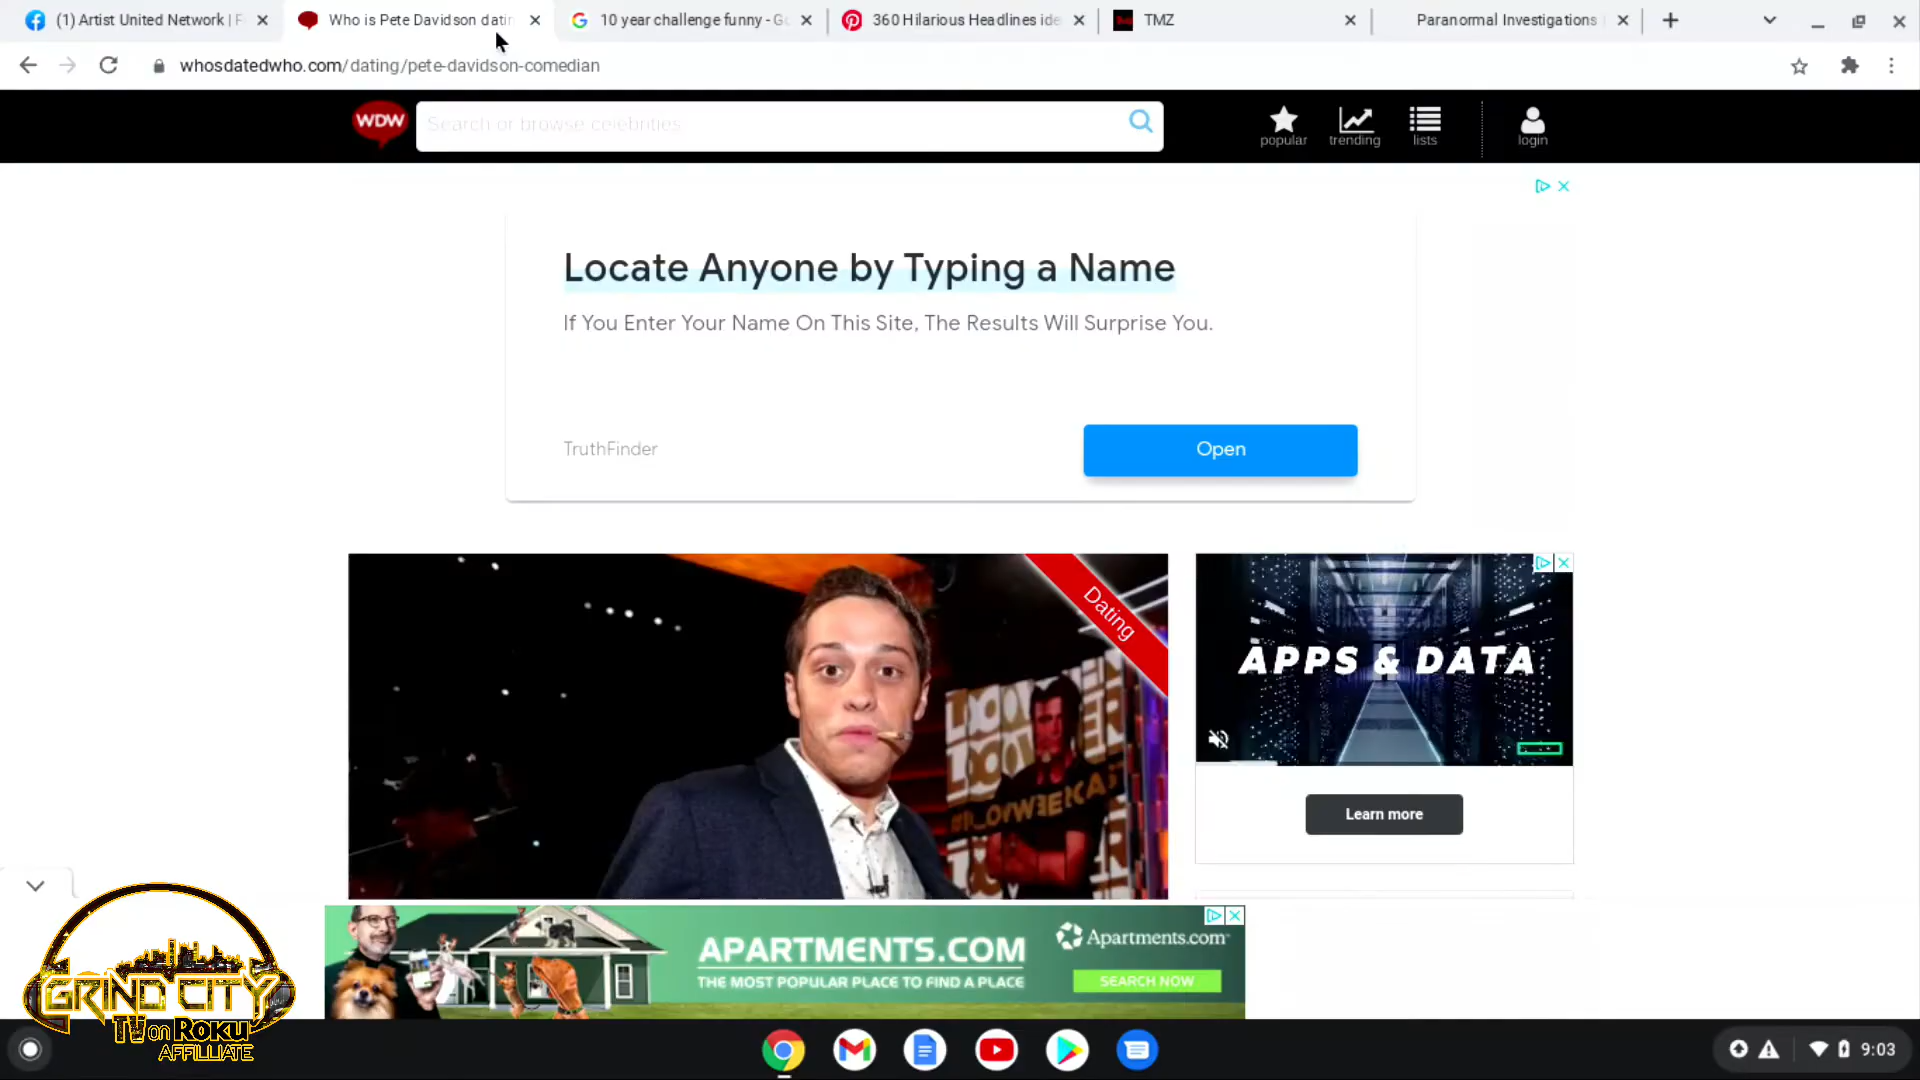 (1) Artist United Network | F
Who is Pete Davidson datin
10 year challenge funny - Go
360 Hilarious Headlines ide
TMZ
Paranormal Investigations
whosdatedwho.com/dating/pete-davidson-comedian
WDW
Search or browse celebrities
popular
trending
lists
login
Locate Anyone by Typing a Name
If You Enter Your Name On This Site, The Results Will Surprise You.
TruthFinder
Open
Dating
APPS & DATA
Learn more
APARTMENTS.COM
THE MOST POPULAR PLACE TO FIND A PLACE
Apartments.com
SEARCH NOW
GRIND CITY
TV on ROKU
AFFILLIATE
9:03